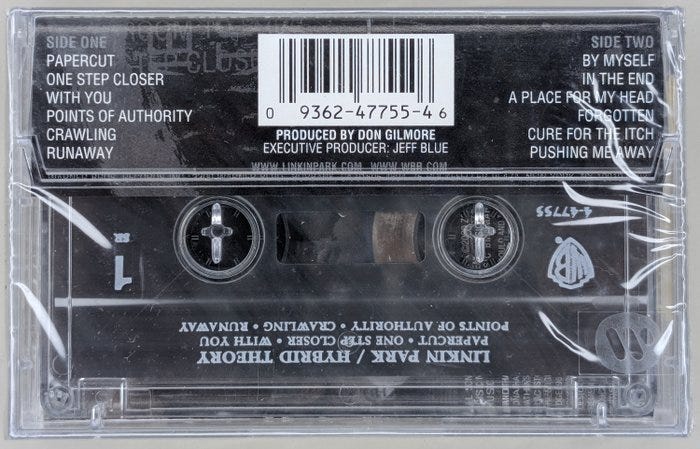 SIDE ONE
PAPERCUT
ONE STEP CLOSER
WITH YOU
POINTS OF AUTHORITY
CRAWLING
RUNAWAY
0 9362-47755-4 6
PRODUCED BY DON GILMORE
EXECUTIVE PRODUCER: JEFF BLUE
WWW.LINKINPARK.COM WWW.WBR.COM
SIDE TWO
BY MYSELF
IN THE END
A PLACE FOR MY HEAD
FORGOTTEN
CURE FOR THE ITCH
PUSHING ME AWAY
4-47755
1
LINKIN PARK / HYBRID THEORY
PAPERCUT • ONE STEP CLOSER • WITH YOU
POINTS OF AUTHORITY • CRAWLING • RUNAWAY